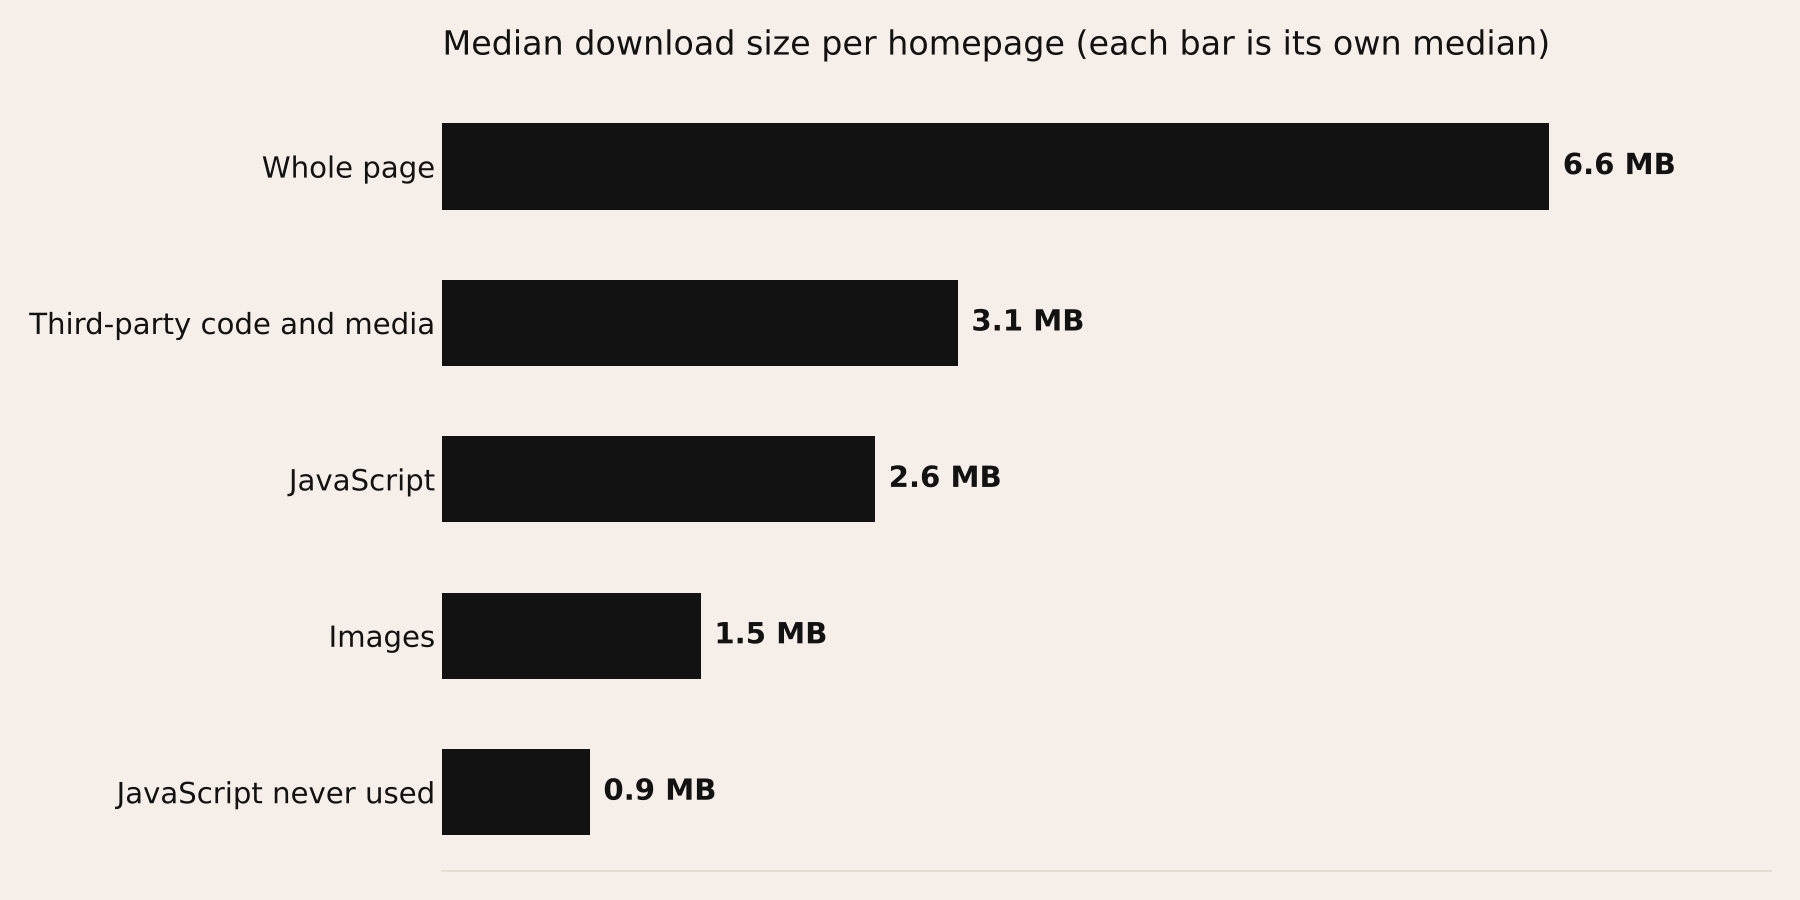 Median download size per homepage (each bar is its own median)
Whole page 6.6 MB
Third-party code and media 3.1 MB
JavaScript 2.6 MB
Images 1.5 MB
JavaScript never used 0.9 MB